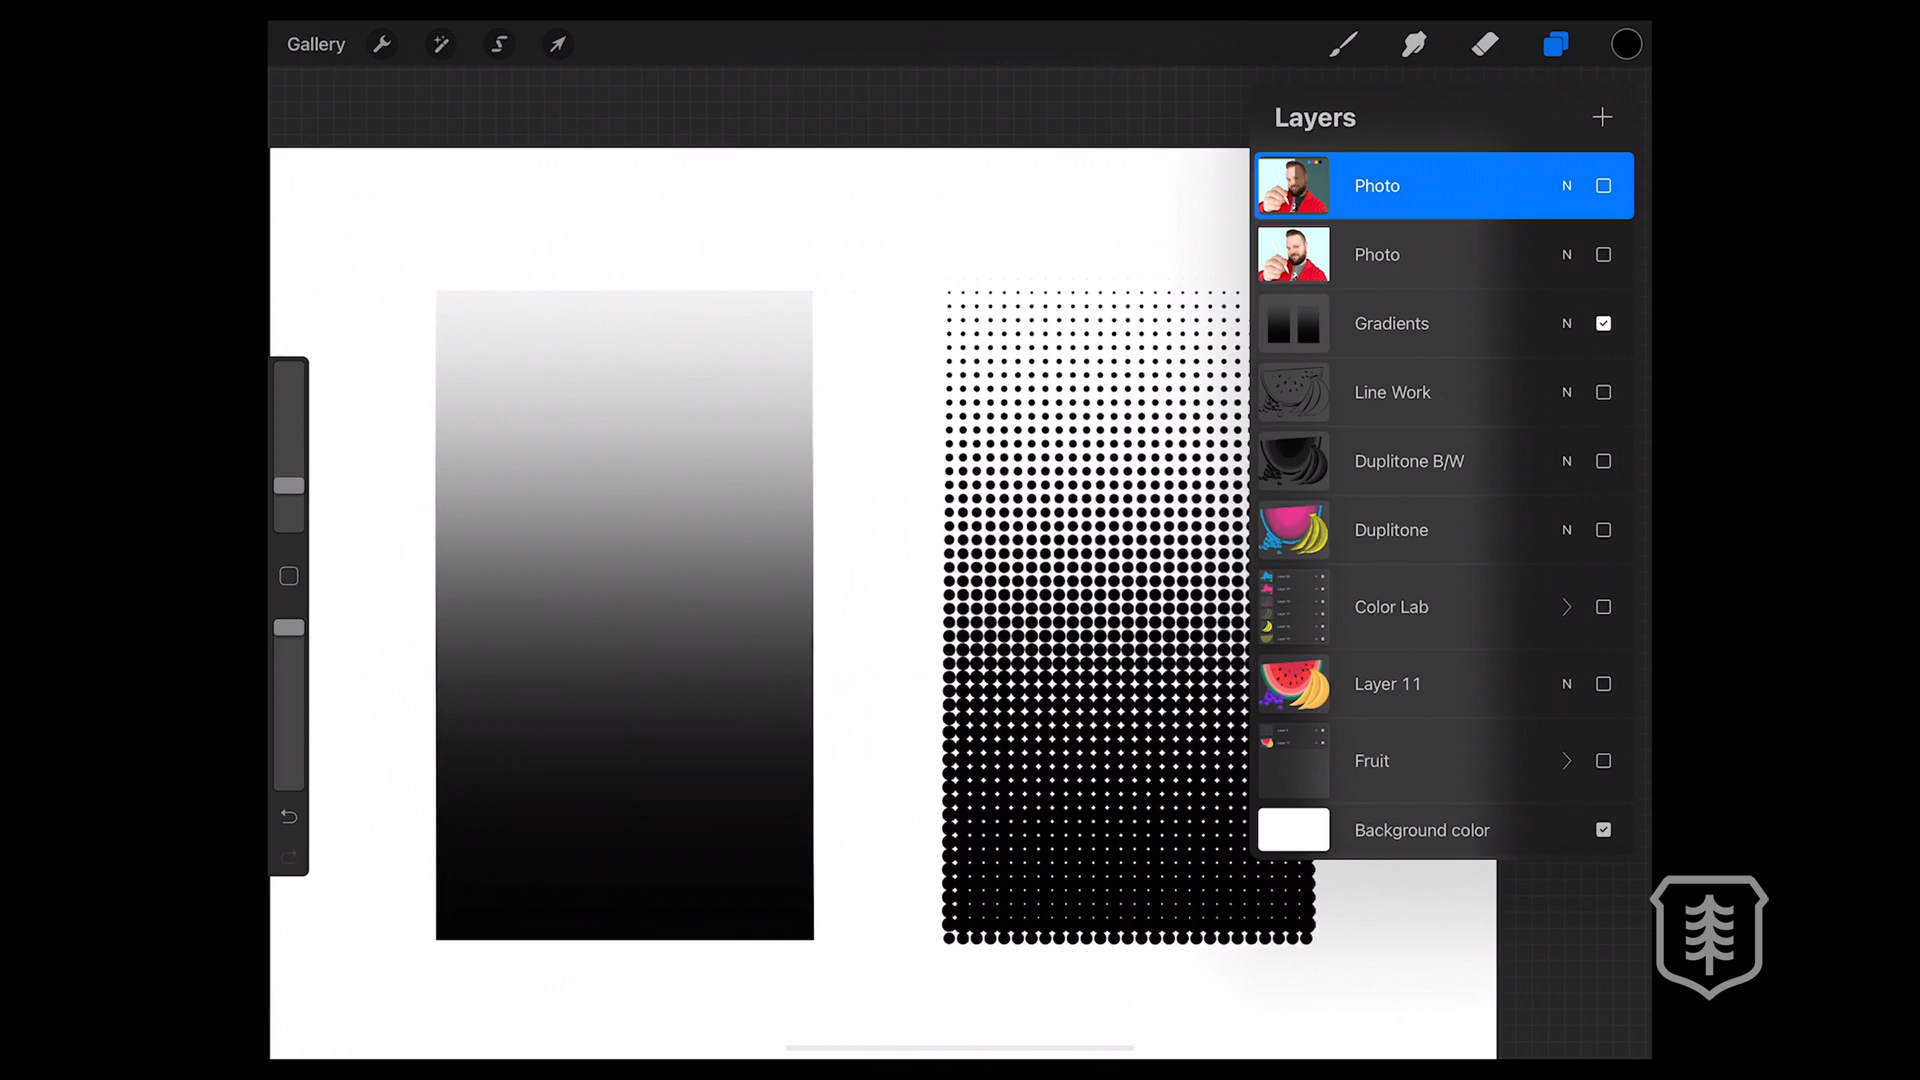 Gallery
Layers
Photo N
Photo N
Gradients N
Line Work N
Duplitone B/W N
Duplitone N
Color Lab
Layer 11 N
Fruit
Background color